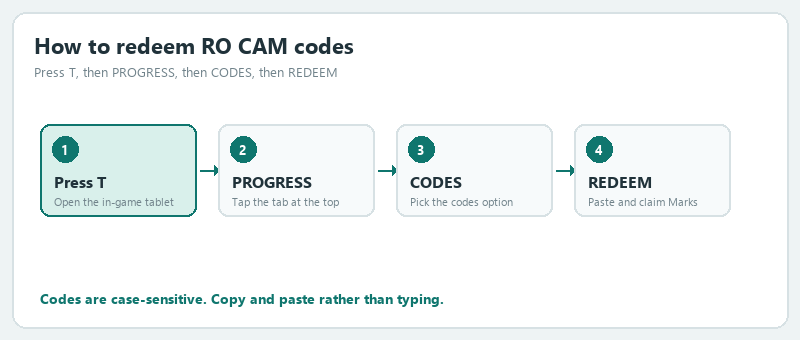 How to redeem RO CAM codes
Press T, then PROGRESS, then CODES, then REDEEM
1
Press T
Open the in-game tablet
2
PROGRESS
Tap the tab at the top
3
CODES
Pick the codes option
4
REDEEM
Paste and claim Marks
Codes are case-sensitive. Copy and paste rather than typing.